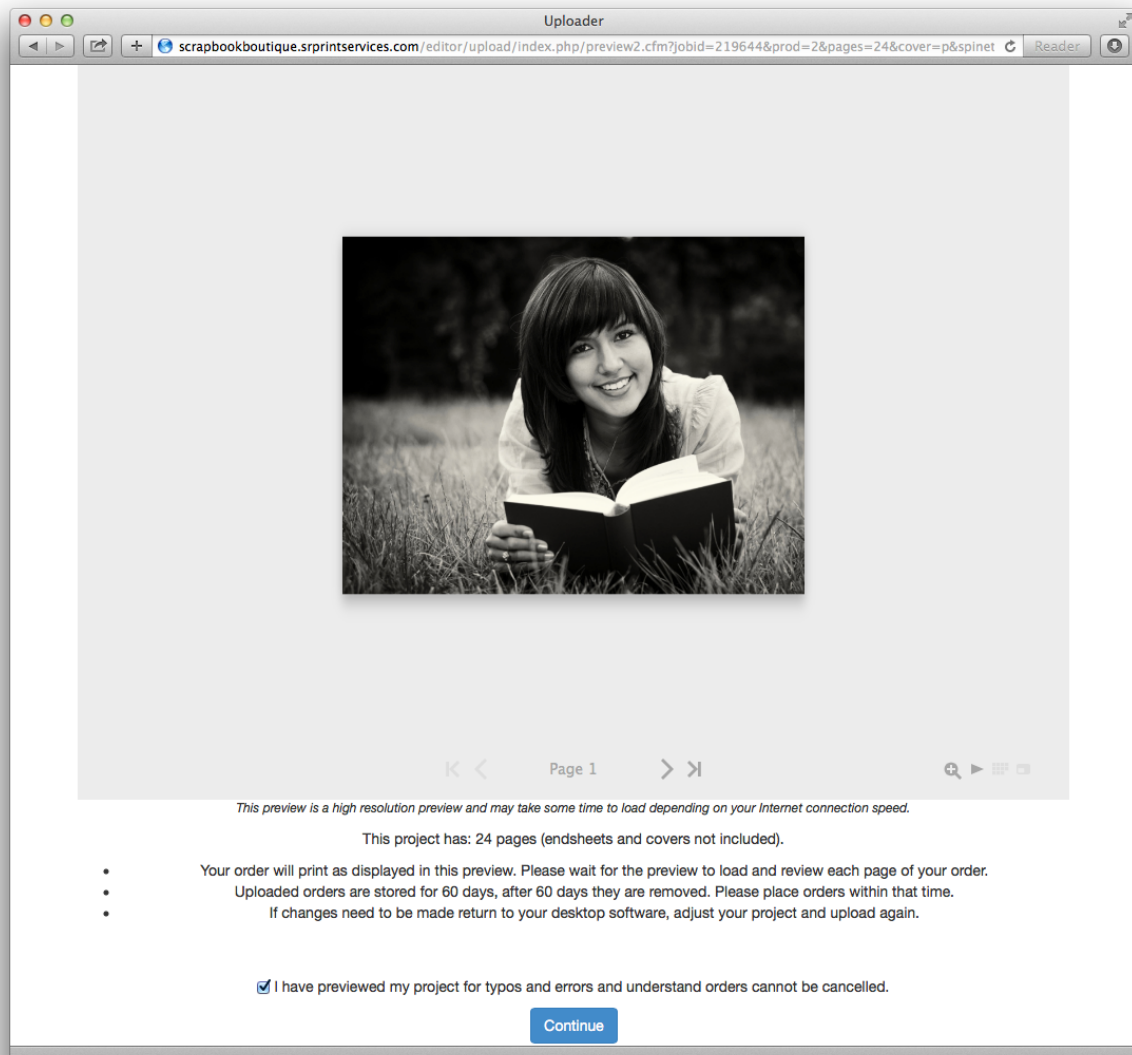 Uploader
scrapbookboutique.srprintservices.com/editor/upload/index.php/preview2.cfm?jobid=219644&prod=2&pages=24&cover=p&spinet
Reader
Page 1
This preview is a high resolution preview and may take some time to load depending on your Internet connection speed.
This project has: 24 pages (endsheets and covers not included).
Your order will print as displayed in this preview. Please wait for the preview to load and review each page of your order.
Uploaded orders are stored for 60 days, after 60 days they are removed. Please place orders within that time.
If changes need to be made return to your desktop software, adjust your project and upload again.
I have previewed my project for typos and errors and understand orders cannot be cancelled.
Continue